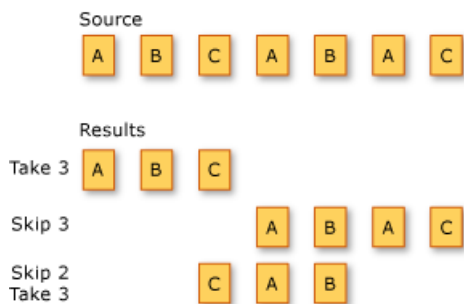 Source
A B C A B A C
Results
Take 3 A B C
Skip 3 A B A C
Skip 2
Take 3 C A B